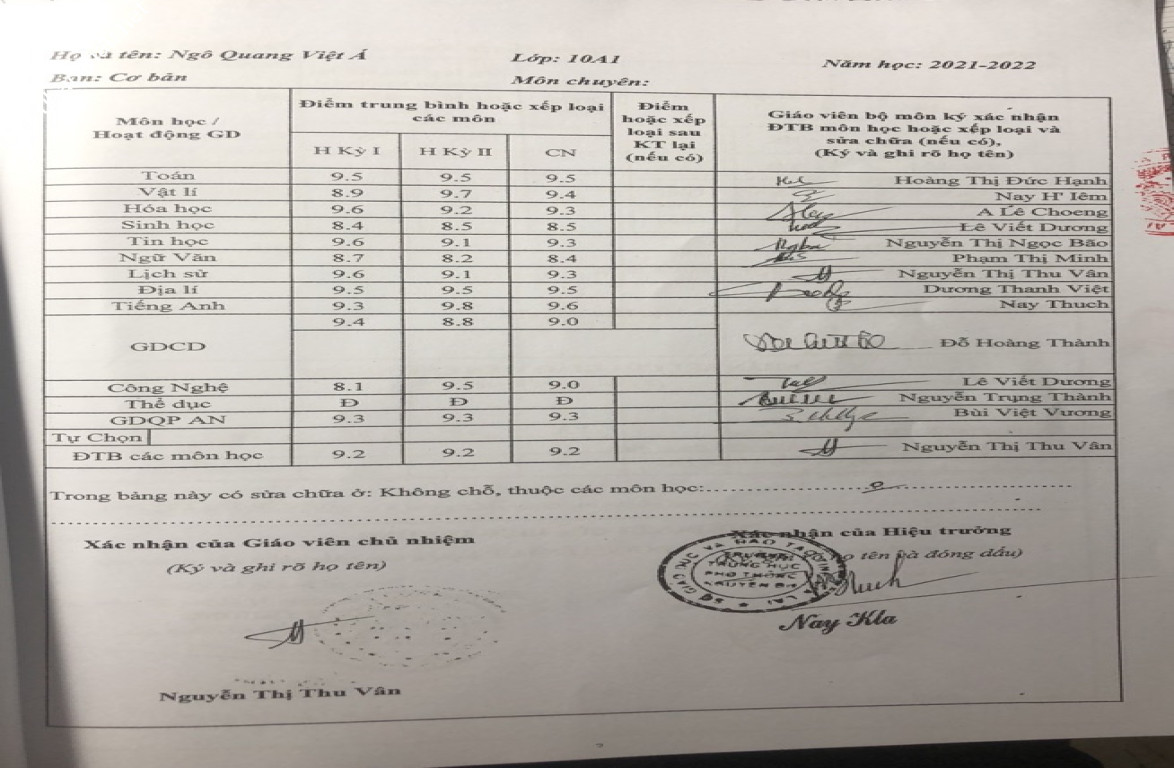 Họ và tên: Ngô Quang Việt Á Lớp: 10A1 Năm học: 2021-2022
Ban: Cơ bản Môn chuyên:
Môn học / Hoạt động GD Điểm trung bình hoặc xếp loại các môn Điểm hoặc xếp loại sau KT lại (nếu có) Giáo viên bộ môn ký xác nhận ĐTB môn học hoặc xếp loại và sửa chữa (nếu có), (Ký và ghi rõ họ tên)
H Kỳ I H Kỳ II CN
Toán 9.5 9.5 9.5 Hoàng Thị Đức Hạnh
Vật lí 8.9 9.7 9.4 Nay H' Iêm
Hóa học 9.6 9.2 9.3 A Lê Choeng
Sinh học 8.4 8.5 8.5 Lê Viết Dương
Tin học 9.6 9.1 9.3 Nguyễn Thị Ngọc Bão
Ngữ Văn 8.7 8.2 8.4 Phạm Thị Minh
Lịch sử 9.6 9.1 9.3 Nguyễn Thị Thu Vân
Địa lí 9.5 9.5 9.5 Dương Thanh Việt
Tiếng Anh 9.3 9.8 9.6 Nay Thuch
GDCD 9.4 8.8 9.0 Đỗ Hoàng Thành
Công Nghệ 8.1 9.5 9.0 Lê Viết Dương
Thể dục Đ Đ Đ Nguyễn Trung Thành
GDQP AN 9.3 9.3 9.3 Bùi Việt Vương
Tự Chọn
ĐTB các môn học 9.2 9.2 9.2 Nguyễn Thị Thu Vân
Trong bảng này có sửa chữa ở: Không chỗ, thuộc các môn học:
Xác nhận của Giáo viên chủ nhiệm Xác nhận của Hiệu trưởng
(Ký và ghi rõ họ tên) họ tên và đóng dấu)
TRƯỜNG
TRUNG HỌC
PHỔ THÔNG
Nay Kla
Nguyễn Thị Thu Vân